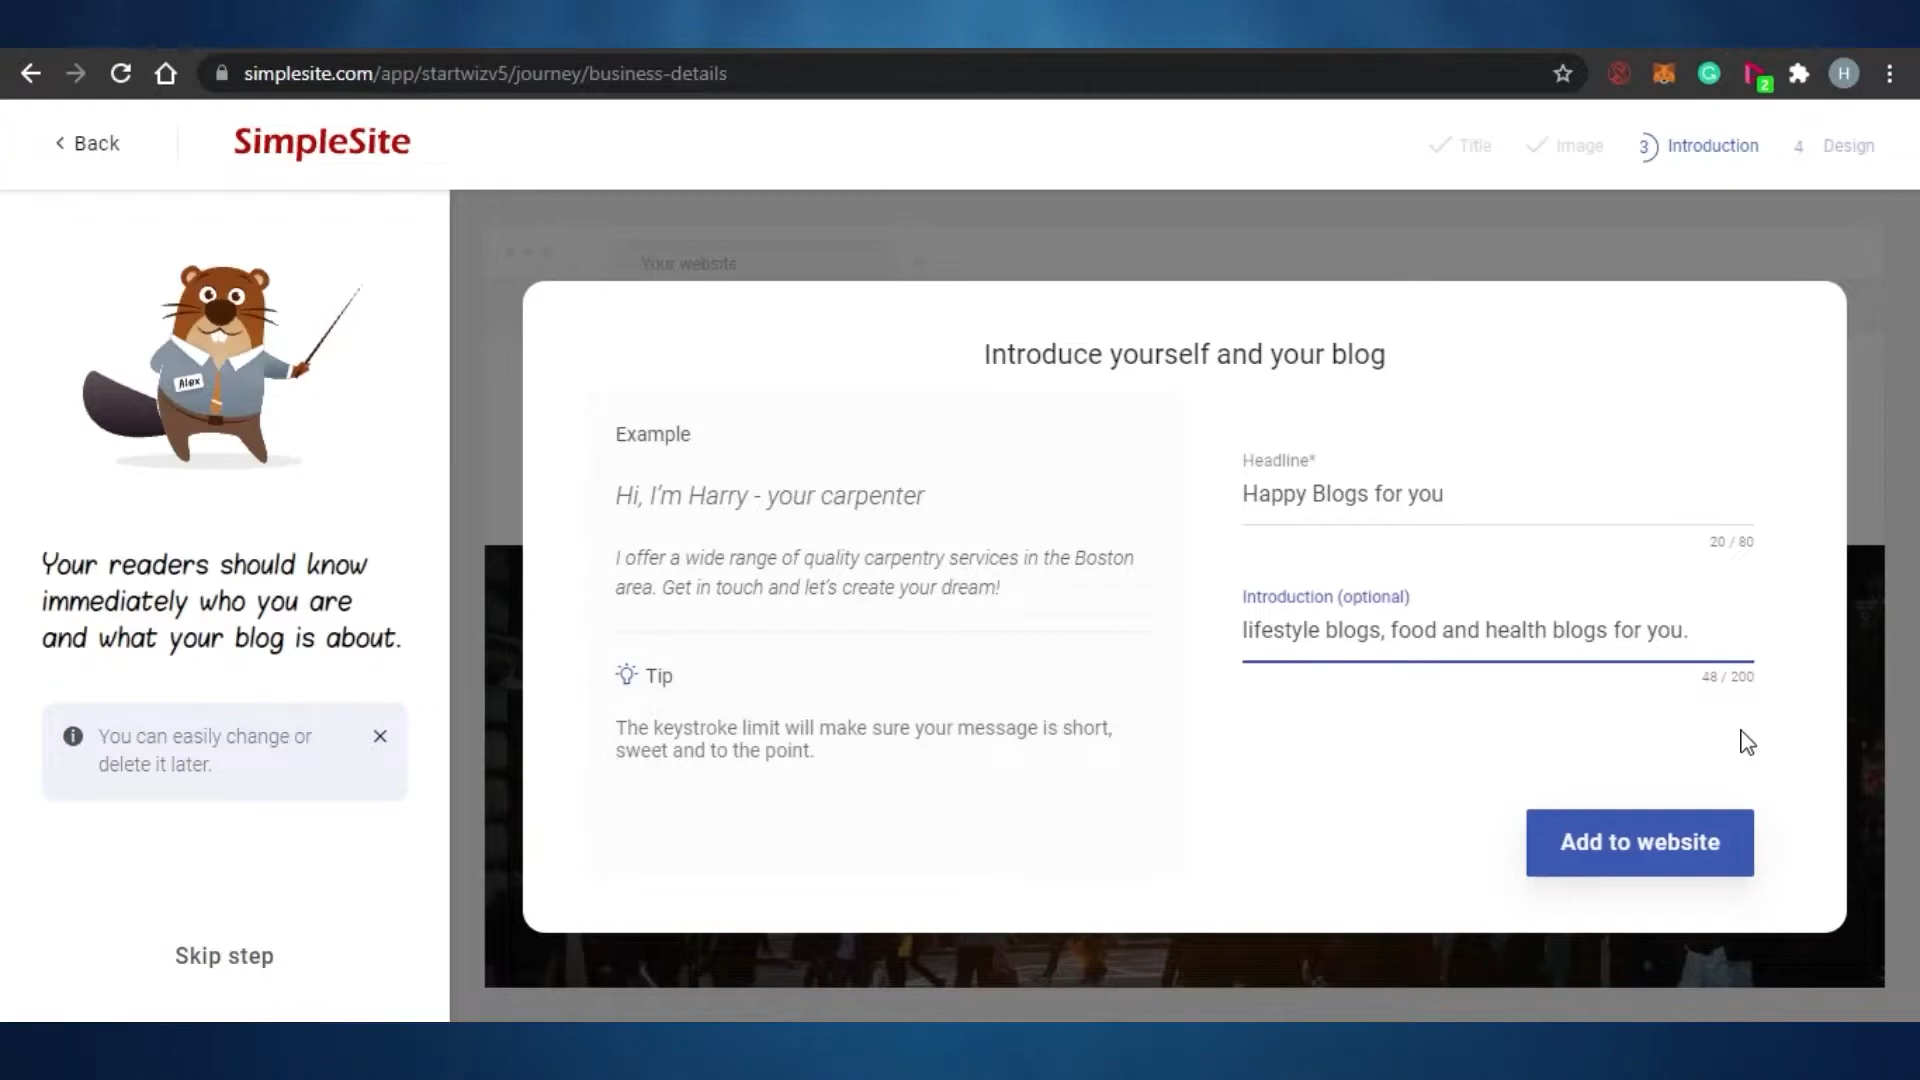 simplesite.com/app/startwizv5/journey/business-details
2
H
Back
SimpleSite
Title
Image
3 Introduction
4 Design
Alex
Your readers should know
immediately who you are
and what your blog is about.
You can easily change or
delete it later.
Skip step
Your website
Introduce yourself and your blog
Example
Hi, I'm Harry - your carpenter
I offer a wide range of quality carpentry services in the Boston
area. Get in touch and let's create your dream!
Tip
The keystroke limit will make sure your message is short,
sweet and to the point.
Headline*
Happy Blogs for you
20 / 80
Introduction (optional)
lifestyle blogs, food and health blogs for you.
48 / 200
Add to website